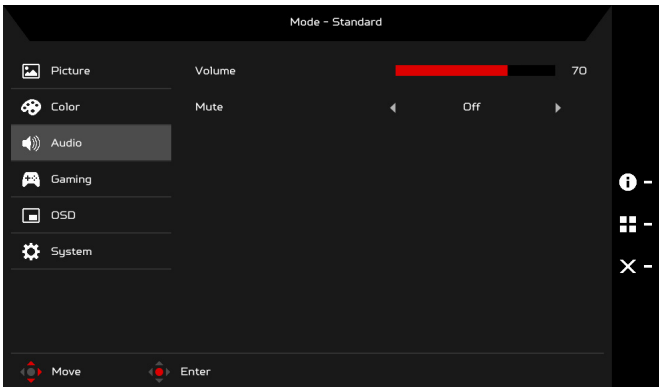 Mode - Standard
Picture
Volume 70
Color
Mute Off
Audio
Gaming
OSD
System
Move Enter